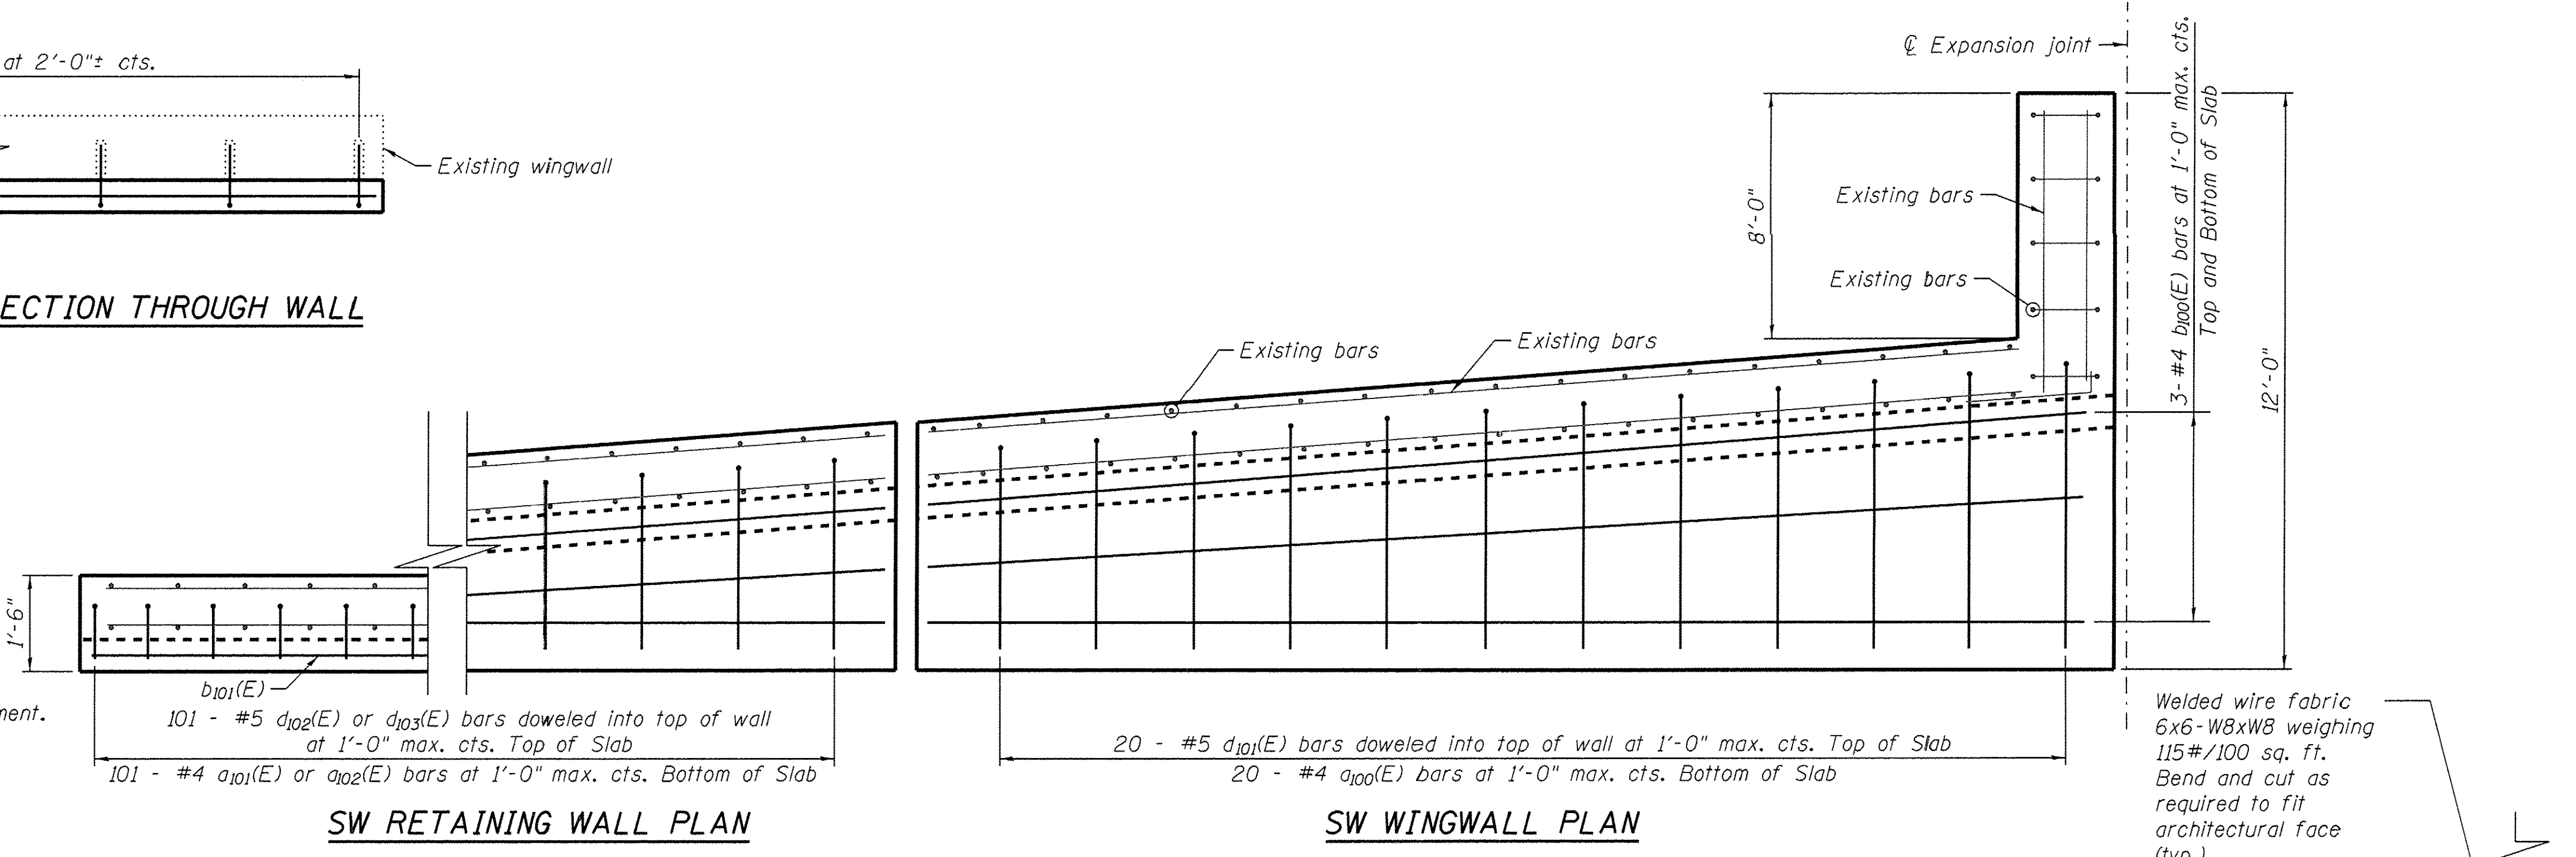 at 2'-0"± cts.
Existing wingwall
ECTION THROUGH WALL
℄ Expansion joint
3- #4 b100(E) bars at 1'-0" max. cts.
Top and Bottom of Slab
8'-0"
12'-0"
Existing bars
Existing bars
Existing bars
Existing bars
1'-6"
b101(E)
ment.
101 - #5 d102(E) or d103(E) bars doweled into top of wall
at 1'-0" max. cts. Top of Slab
101 - #4 a101(E) or a102(E) bars at 1'-0" max. cts. Bottom of Slab
SW RETAINING WALL PLAN
20 - #5 d101(E) bars doweled into top of wall at 1'-0" max. cts. Top of Slab
20 - #4 a100(E) bars at 1'-0" max. cts. Bottom of Slab
SW WINGWALL PLAN
Welded wire fabric
6x6-W8xW8 weighing
115#/100 sq. ft.
Bend and cut as
required to fit
architectural face
(typ.)